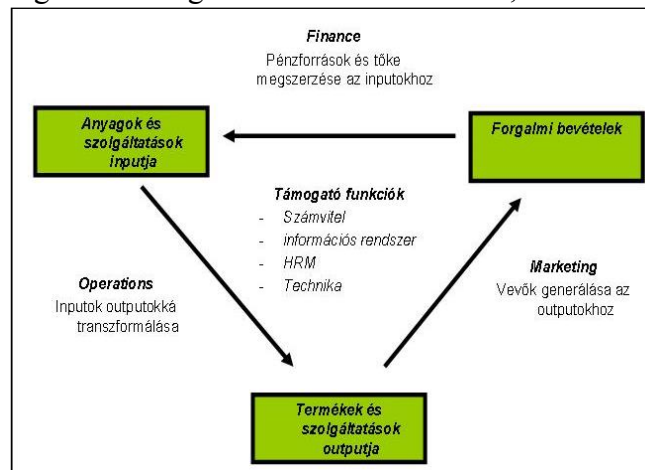 Finance
Pénzforrások és tőke
megszerzése az inputokhoz
Anyagok és
szolgáltatások
inputja
Forgalmi bevételek
Támogató funkciók
- Számvitel
- információs rendszer
- HRM
- Technika
Operations
Inputok outputokká
transzformálása
Marketing
Vevők generálása az
outputokhoz
Termékek és
szolgáltatások
outputja